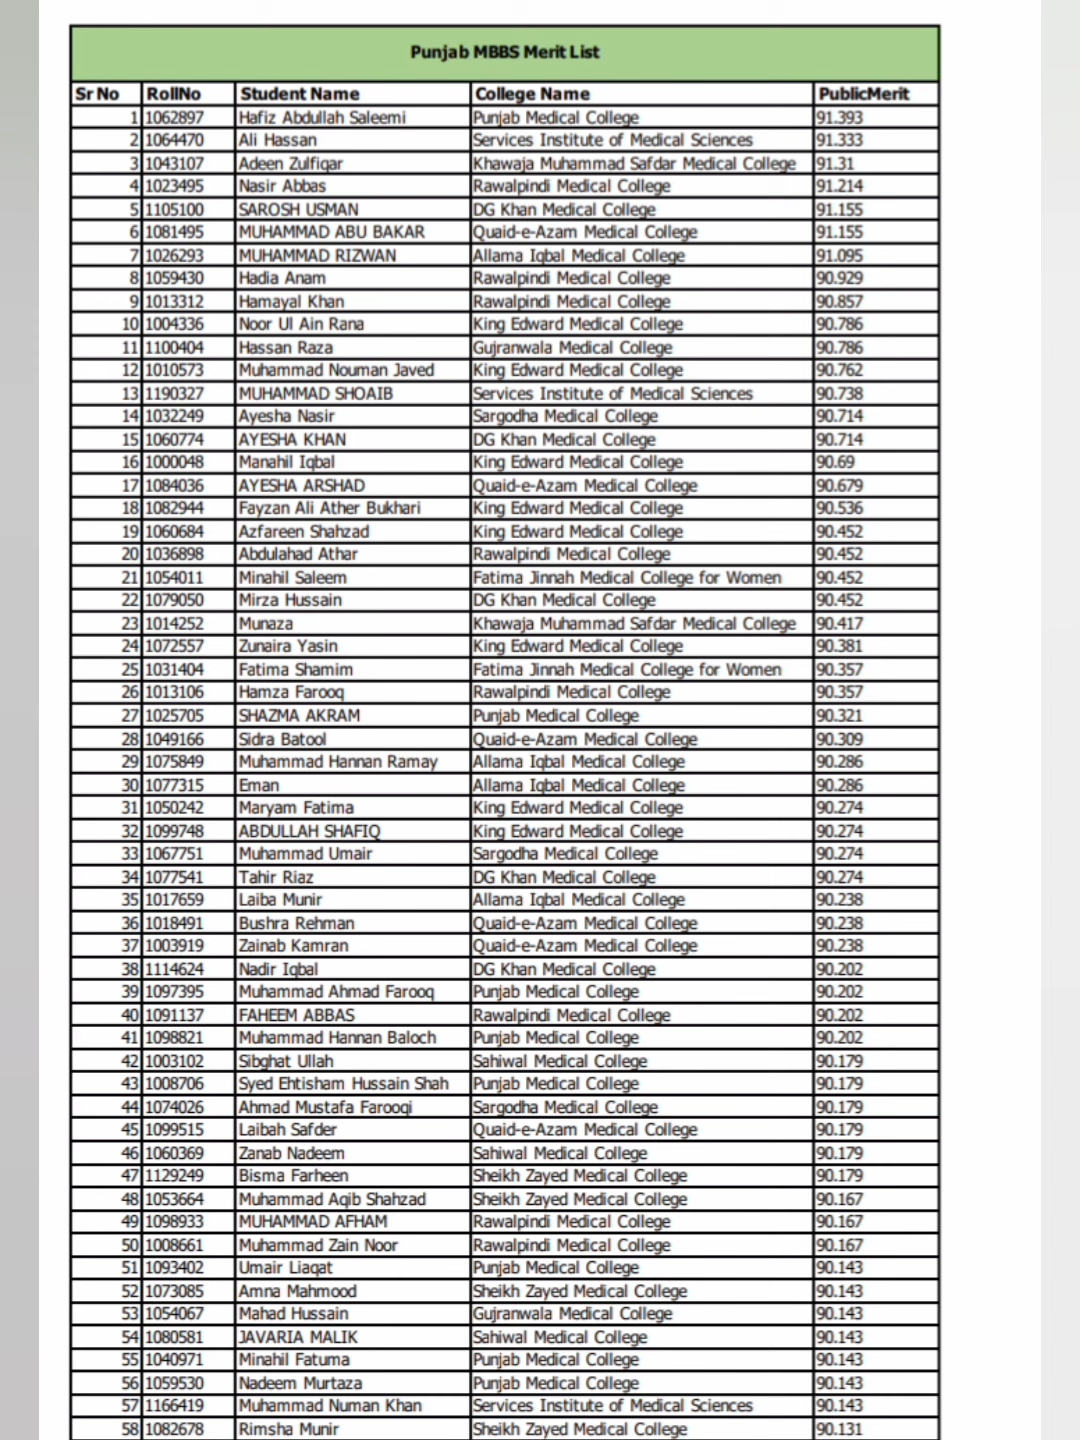 Punjab MBBS Merit List
Sr No RollNo Student Name College Name PublicMerit
1 1062897 Hafiz Abdullah Saleemi Punjab Medical College 91.393
2 1064470 Ali Hassan Services Institute of Medical Sciences 91.333
3 1043107 Adeen Zulfiqar Khawaja Muhammad Safdar Medical College 91.31
4 1023495 Nasir Abbas Rawalpindi Medical College 91.214
5 1105100 SAROSH USMAN DG Khan Medical College 91.155
6 1081495 MUHAMMAD ABU BAKAR Quaid-e-Azam Medical College 91.155
7 1026293 MUHAMMAD RIZWAN Allama Iqbal Medical College 91.095
8 1059430 Hadia Anam Rawalpindi Medical College 90.929
9 1013312 Hamayal Khan Rawalpindi Medical College 90.857
10 1004336 Noor Ul Ain Rana King Edward Medical College 90.786
11 1100404 Hassan Raza Gujranwala Medical College 90.786
12 1010573 Muhammad Nouman Javed King Edward Medical College 90.762
13 1190327 MUHAMMAD SHOAIB Services Institute of Medical Sciences 90.738
14 1032249 Ayesha Nasir Sargodha Medical College 90.714
15 1060774 AYESHA KHAN DG Khan Medical College 90.714
16 1000048 Manahil Iqbal King Edward Medical College 90.69
17 1084036 AYESHA ARSHAD Quaid-e-Azam Medical College 90.679
18 1082944 Fayzan Ali Ather Bukhari King Edward Medical College 90.536
19 1060684 Azfareen Shahzad King Edward Medical College 90.452
20 1036898 Abdulahad Athar Rawalpindi Medical College 90.452
21 1054011 Minahil Saleem Fatima Jinnah Medical College for Women 90.452
22 1079050 Mirza Hussain DG Khan Medical College 90.452
23 1014252 Munaza Khawaja Muhammad Safdar Medical College 90.417
24 1072557 Zunaira Yasin King Edward Medical College 90.381
25 1031404 Fatima Shamim Fatima Jinnah Medical College for Women 90.357
26 1013106 Hamza Farooq Rawalpindi Medical College 90.357
27 1025705 SHAZMA AKRAM Punjab Medical College 90.321
28 1049166 Sidra Batool Quaid-e-Azam Medical College 90.309
29 1075849 Muhammad Hannan Ramay Allama Iqbal Medical College 90.286
30 1077315 Eman Allama Iqbal Medical College 90.286
31 1050242 Maryam Fatima King Edward Medical College 90.274
32 1099748 ABDULLAH SHAFIQ King Edward Medical College 90.274
33 1067751 Muhammad Umair Sargodha Medical College 90.274
34 1077541 Tahir Riaz DG Khan Medical College 90.274
35 1017659 Laiba Munir Allama Iqbal Medical College 90.238
36 1018491 Bushra Rehman Quaid-e-Azam Medical College 90.238
37 1003919 Zainab Kamran Quaid-e-Azam Medical College 90.238
38 1114624 Nadir Iqbal DG Khan Medical College 90.202
39 1097395 Muhammad Ahmad Farooq Punjab Medical College 90.202
40 1091137 FAHEEM ABBAS Rawalpindi Medical College 90.202
41 1098821 Muhammad Hannan Baloch Punjab Medical College 90.202
42 1003102 Sibghat Ullah Sahiwal Medical College 90.179
43 1008706 Syed Ehtisham Hussain Shah Punjab Medical College 90.179
44 1074026 Ahmad Mustafa Farooqi Sargodha Medical College 90.179
45 1099515 Laibah Safder Quaid-e-Azam Medical College 90.179
46 1060369 Zanab Nadeem Sahiwal Medical College 90.179
47 1129249 Bisma Farheen Sheikh Zayed Medical College 90.179
48 1053664 Muhammad Aqib Shahzad Sheikh Zayed Medical College 90.167
49 1098933 MUHAMMAD AFHAM Rawalpindi Medical College 90.167
50 1008661 Muhammad Zain Noor Rawalpindi Medical College 90.167
51 1093402 Umair Liaqat Punjab Medical College 90.143
52 1073085 Amna Mahmood Sheikh Zayed Medical College 90.143
53 1054067 Mahad Hussain Gujranwala Medical College 90.143
54 1080581 JAVARIA MALIK Sahiwal Medical College 90.143
55 1040971 Minahil Fatuma Punjab Medical College 90.143
56 1059530 Nadeem Murtaza Punjab Medical College 90.143
57 1166419 Muhammad Numan Khan Services Institute of Medical Sciences 90.143
58 1082678 Rimsha Munir Sheikh Zayed Medical College 90.131